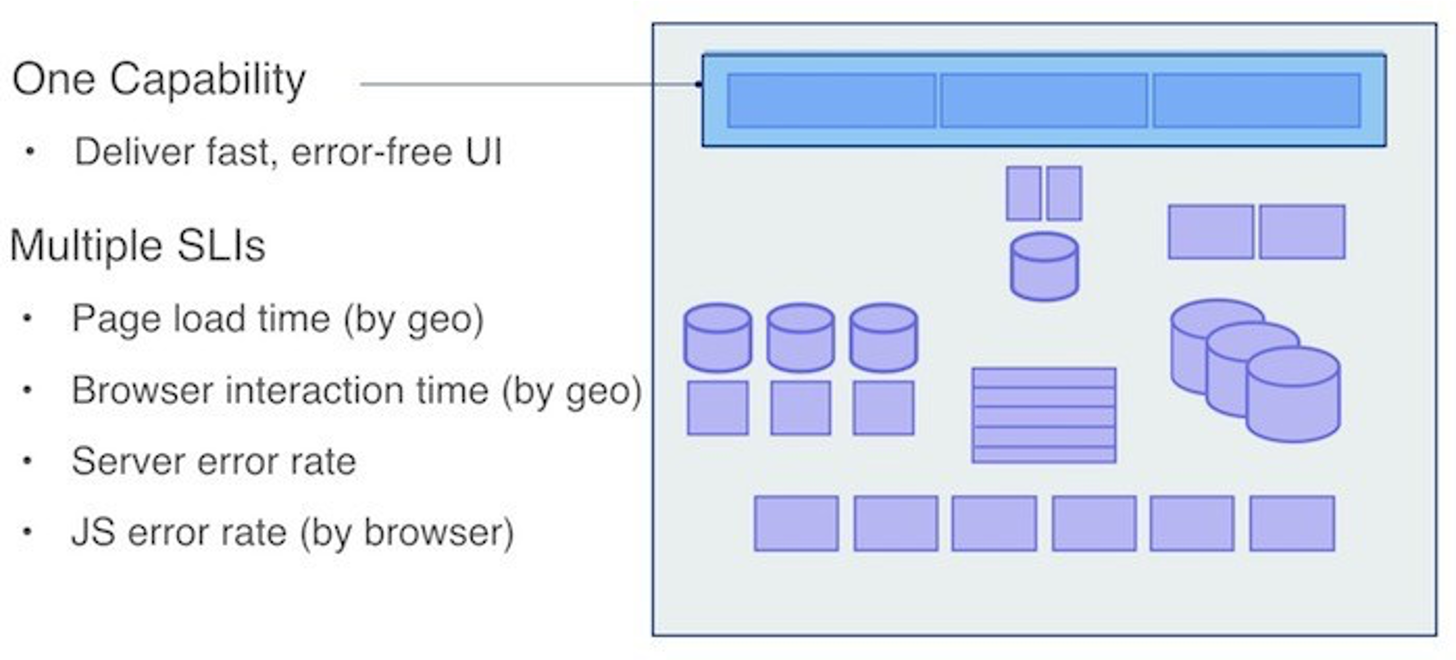 One Capability
• Deliver fast, error-free UI
Multiple SLIs
• Page load time (by geo)
• Browser interaction time (by geo)
• Server error rate
• JS error rate (by browser)